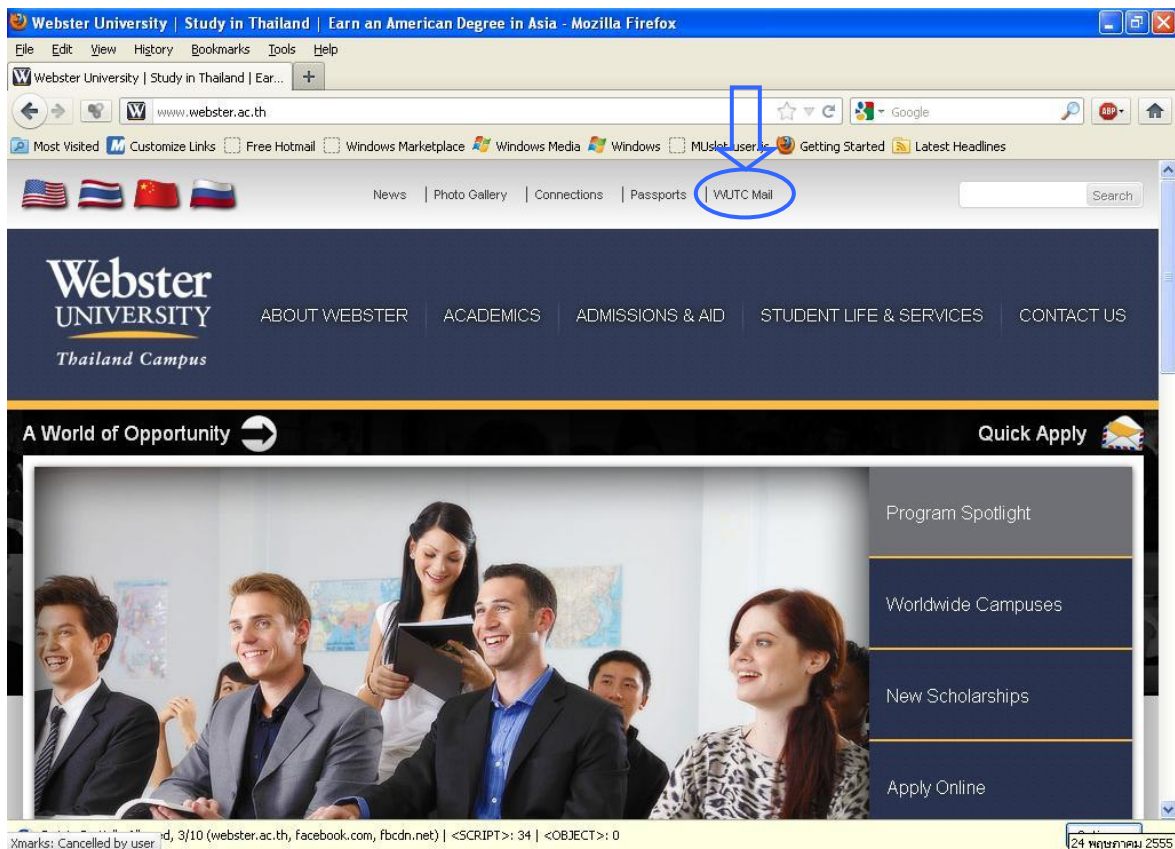 Webster University | Study in Thailand | Earn an American Degree in Asia - Mozilla Firefox
File Edit View History Bookmarks Tools Help
Webster University | Study in Thailand | Ear... +
www.webster.ac.th Google ABP
Most Visited Customize Links Free Hotmail Windows Marketplace Windows Media Windows Getting Started Latest Headlines
News | Photo Gallery | Connections | Passports | WUTC Mail Search
Webster
UNIVERSITY
Thailand Campus
ABOUT WEBSTER ACADEMICS ADMISSIONS & AID STUDENT LIFE & SERVICES CONTACT US
A World of Opportunity Quick Apply
Program Spotlight
Worldwide Campuses
New Scholarships
Apply Online
3/10 (webster.ac.th, facebook.com, fbcdn.net) | <SCRIPT>: 34 | <OBJECT>: 0
Xmarks: Cancelled by user
24 พฤษภาคม 2555